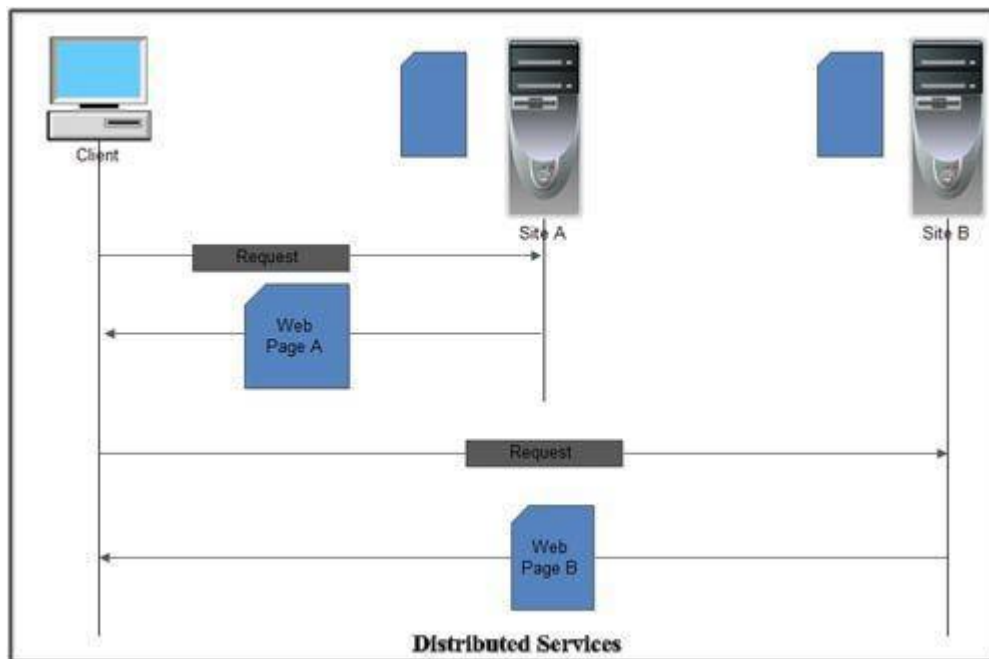 Client
Site A
Site B
Request
Web
Page A
Request
Web
Page B
Distributed Services